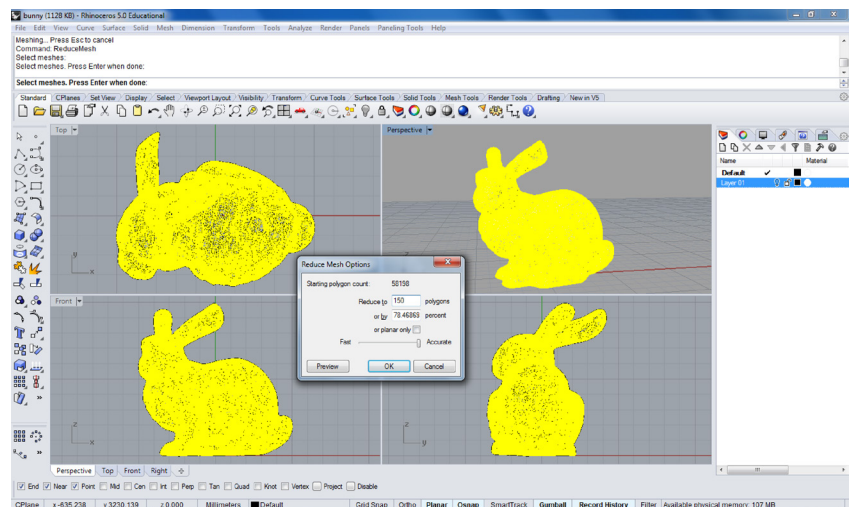 bunny (1128 KB) - Rhinoceros 5.0 Educational
File Edit View Curve Surface Solid Mesh Dimension Transform Tools Analyze Render Panels Paneling Tools Help
Meshing... Press Esc to cancel
Command: ReduceMesh
Select meshes:
Select meshes. Press Enter when done:
Select meshes. Press Enter when done:
Standard CPlanes Set View Display Select Viewport Layout Visibility Transform Curve Tools Surface Tools Solid Tools Mesh Tools Render Tools Drafting New in V5
Top
Perspective
Name Material
Default
Layer 01
y
x
z
Reduce Mesh Options
Starting polygon count: 58198
Reduce to 150 polygons
or by 78.46868 percent
or planar only
Fast Accurate
Preview OK Cancel
Front
z
x
z
y
Perspective Top Front Right
End Near Point Mid Cen Int Perp Tan Quad Knot Vertex Project Disable
CPlane x -635.238 y 3230.139 z 0.000 Millimeters Default Grid Snap Ortho Planar Osnap SmartTrack Gumball Record History Filter Available physical memory: 107 MB